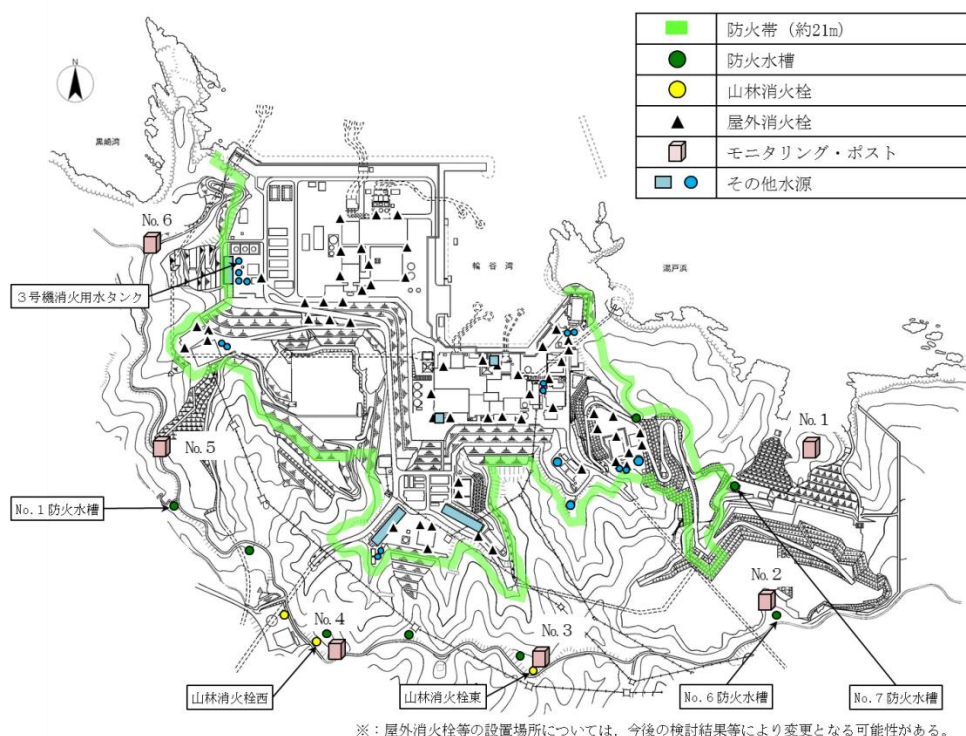 防火帯（約21m）
防火水槽
山林消火栓
屋外消火栓
モニタリング・ポスト
その他水源
N
黒崎湾
No.6
輪谷湾
湯戸浜
3号機消火用水タンク
No.1
No.5
No.1防火水槽
No.2
No.4
No.3
山林消火栓西
山林消火栓東
No.6防火水槽
No.7防火水槽
※：屋外消火栓等の設置場所については，今後の検討結果等により変更となる可能性がある。